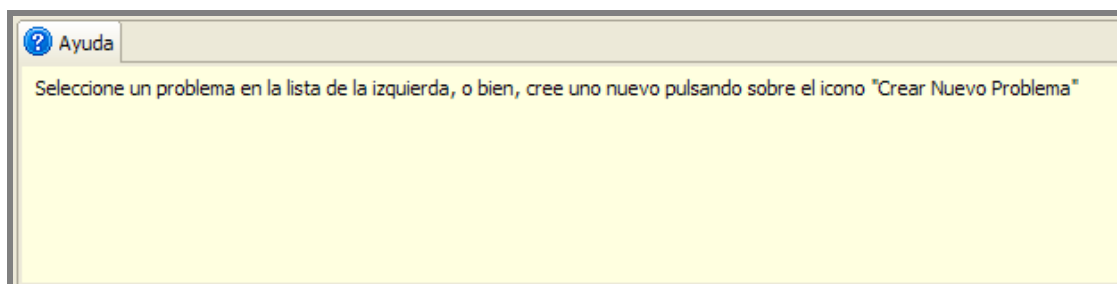 Ayuda
Seleccione un problema en la lista de la izquierda, o bien, cree uno nuevo pulsando sobre el icono "Crear Nuevo Problema"